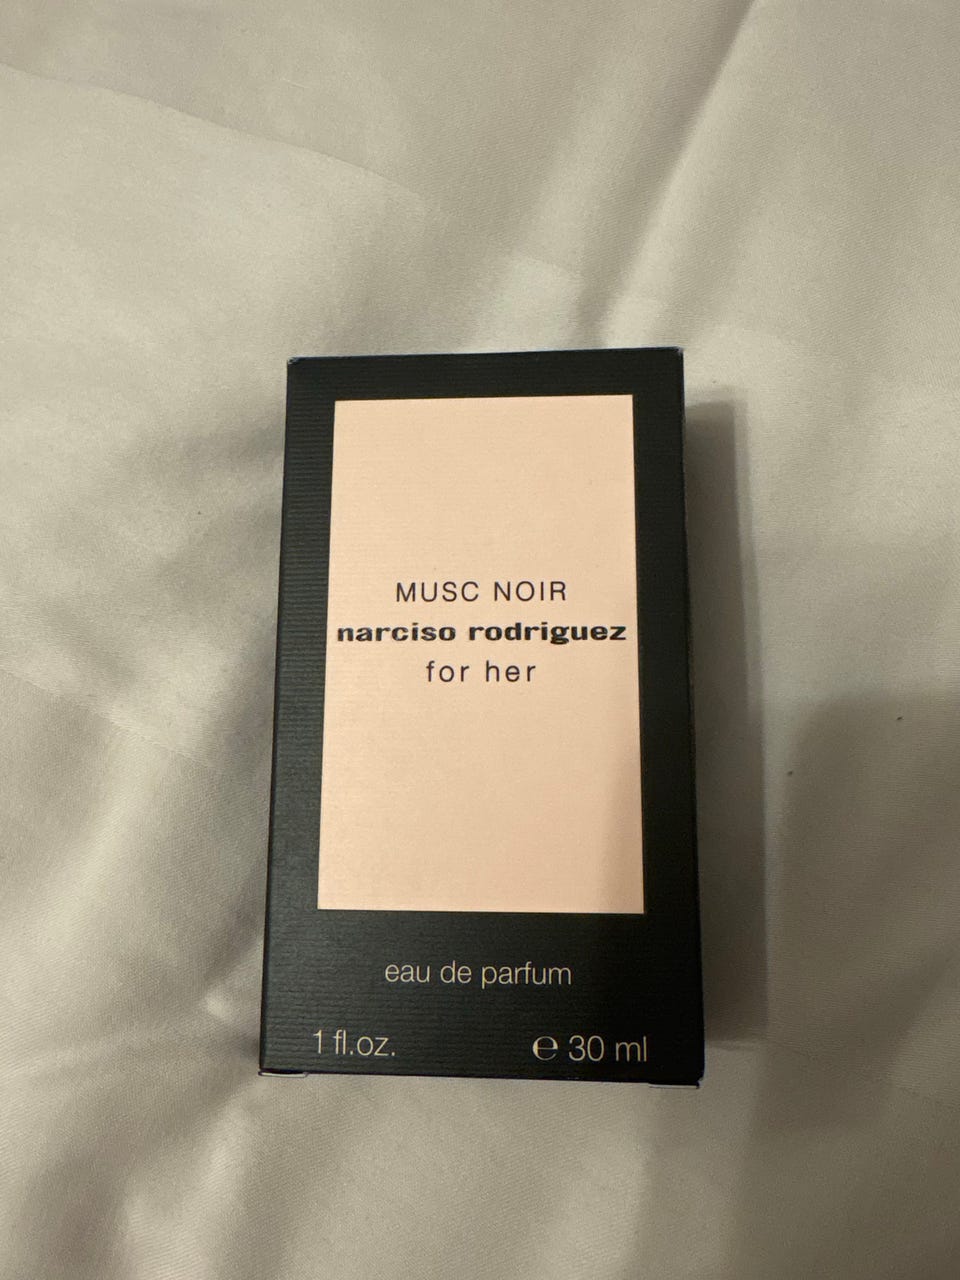 MUSC NOIR
narciso rodriguez
for her
eau de parfum
1 fl.oz. ℮ 30 ml